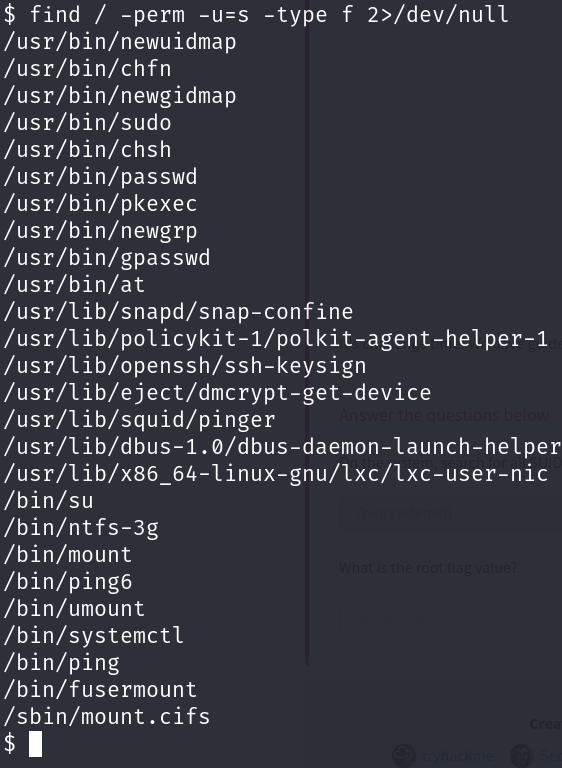 $ find / -perm -u=s -type f 2>/dev/null
/usr/bin/newuidmap
/usr/bin/chfn
/usr/bin/newgidmap
/usr/bin/sudo
/usr/bin/chsh
/usr/bin/passwd
/usr/bin/pkexec
/usr/bin/newgrp
/usr/bin/gpasswd
/usr/bin/at
/usr/lib/snapd/snap-confine
/usr/lib/policykit-1/polkit-agent-helper-1
/usr/lib/openssh/ssh-keysign
/usr/lib/eject/dmcrypt-get-device
/usr/lib/squid/pinger
Answer the questions below
/usr/lib/dbus-1.0/dbus-daemon-launch-helper
/usr/lib/x86_64-linux-gnu/lxc/lxc-user-nic
/bin/su
/bin/ntfs-3g
/bin/mount
What is the root flag value?
/bin/ping6
/bin/umount
/bin/systemctl
/bin/ping
/bin/fusermount
/sbin/mount.cifs
Crea
$
tryhackme